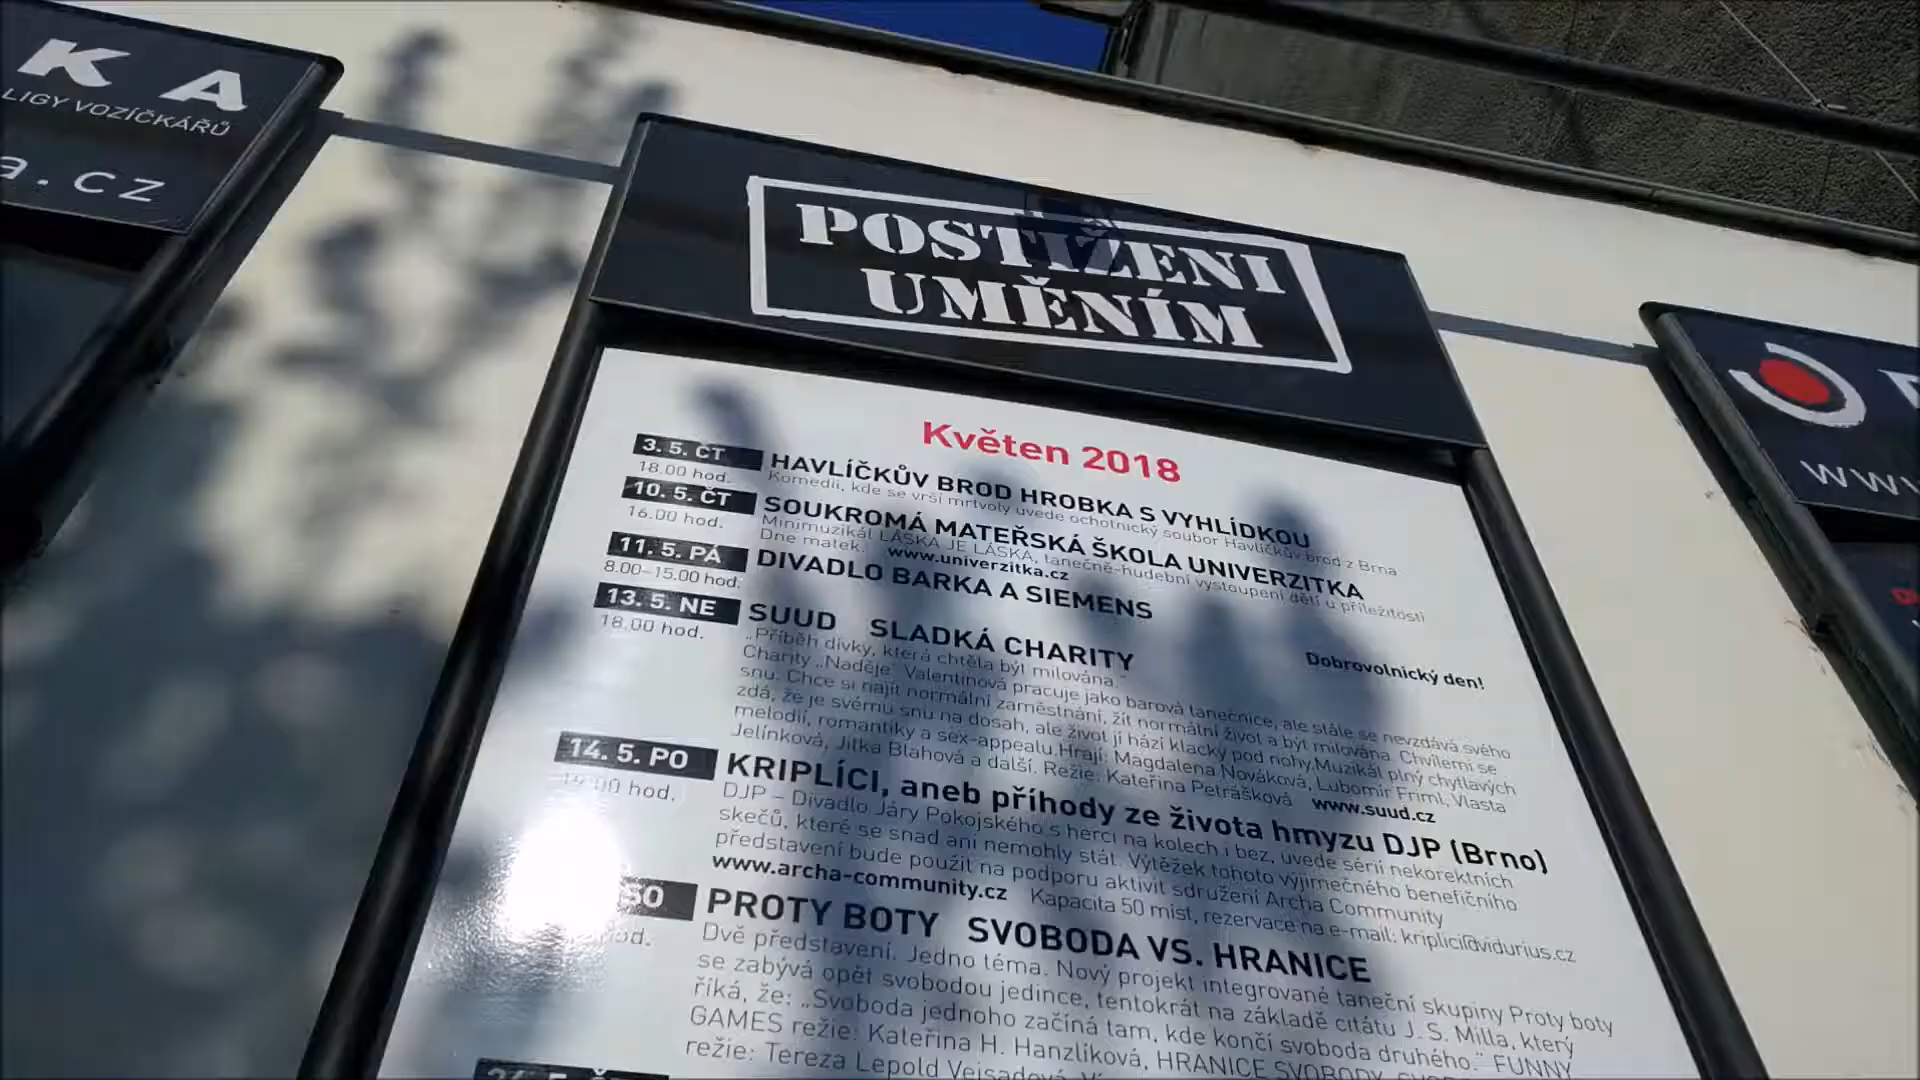 K A
LIGY VOZÍČKÁŘŮ
a.cz
POSTIŽENI
UMĚNÍM
Květen 2018
3. 5. ČT
18.00 hod.
HAVLÍČKŮV BROD HROBKA S VYHLÍDKOU
Komedii, kde se vrší mrtvoly uvede ochotnický soubor Havlíčkův brod z Brna
10. 5. ČT
16.00 hod.
SOUKROMÁ MATEŘSKÁ ŠKOLA UNIVERZITKA
Minimuzikál LÁSKA JE LÁSKA, tanečně-hudební vystoupení dětí u příležitosti
Dne matek. www.univerzitka.cz
11. 5. PÁ
8.00–15.00 hod.
DIVADLO BARKA A SIEMENS
Dobrovolnický den!
13. 5. NE
18.00 hod.
SUUD SLADKÁ CHARITY
„Příběh dívky, která chtěla být milována.“
Charity „Naděje“ Valentinová pracuje jako barová tanečnice, ale stále se nevzdává svého
snu. Chce si najít normální zaměstnání, žít normální život a být milována. Chvílemi se
zdá, že je svému snu na dosah, ale život jí hází klacky pod nohy.Muzikál plný chytlavých
melodií, romantiky a sex-appealu.Hrají: Magdalena Nováková, Lubomír Friml, Vlasta
Jelínková, Jitka Blahová a další. Režie: Kateřina Petrášková www.suud.cz
14. 5. PO
hod.
KRIPLÍCI, aneb příhody ze života hmyzu DJP (Brno)
DJP – Divadlo Járy Pokojského s herci na kolech i bez, uvede sérii nekorektních
skečů, které se snad ani nemohly stát. Výtěžek tohoto výjimečného benefičního
představení bude použit na podporu aktivit sdružení Archa Community
www.archa-community.cz Kapacita 50 míst, rezervace na e-mail: kriplici@vidurius.cz
SO
hod.
PROTY BOTY SVOBODA VS. HRANICE
Dvě představení. Jedno téma. Nový projekt integrované taneční skupiny Proty boty
se zabývá opět svobodou jedince, tentokrát na základě citátu J. S. Milla, který
říká, že: „Svoboda jednoho začíná tam, kde končí svoboda druhého.“ FUNNY
GAMES režie: Kateřina H. Hanzlíková, HRANICE SVOBODY
režie: Tereza Lepold Vejsadová
www